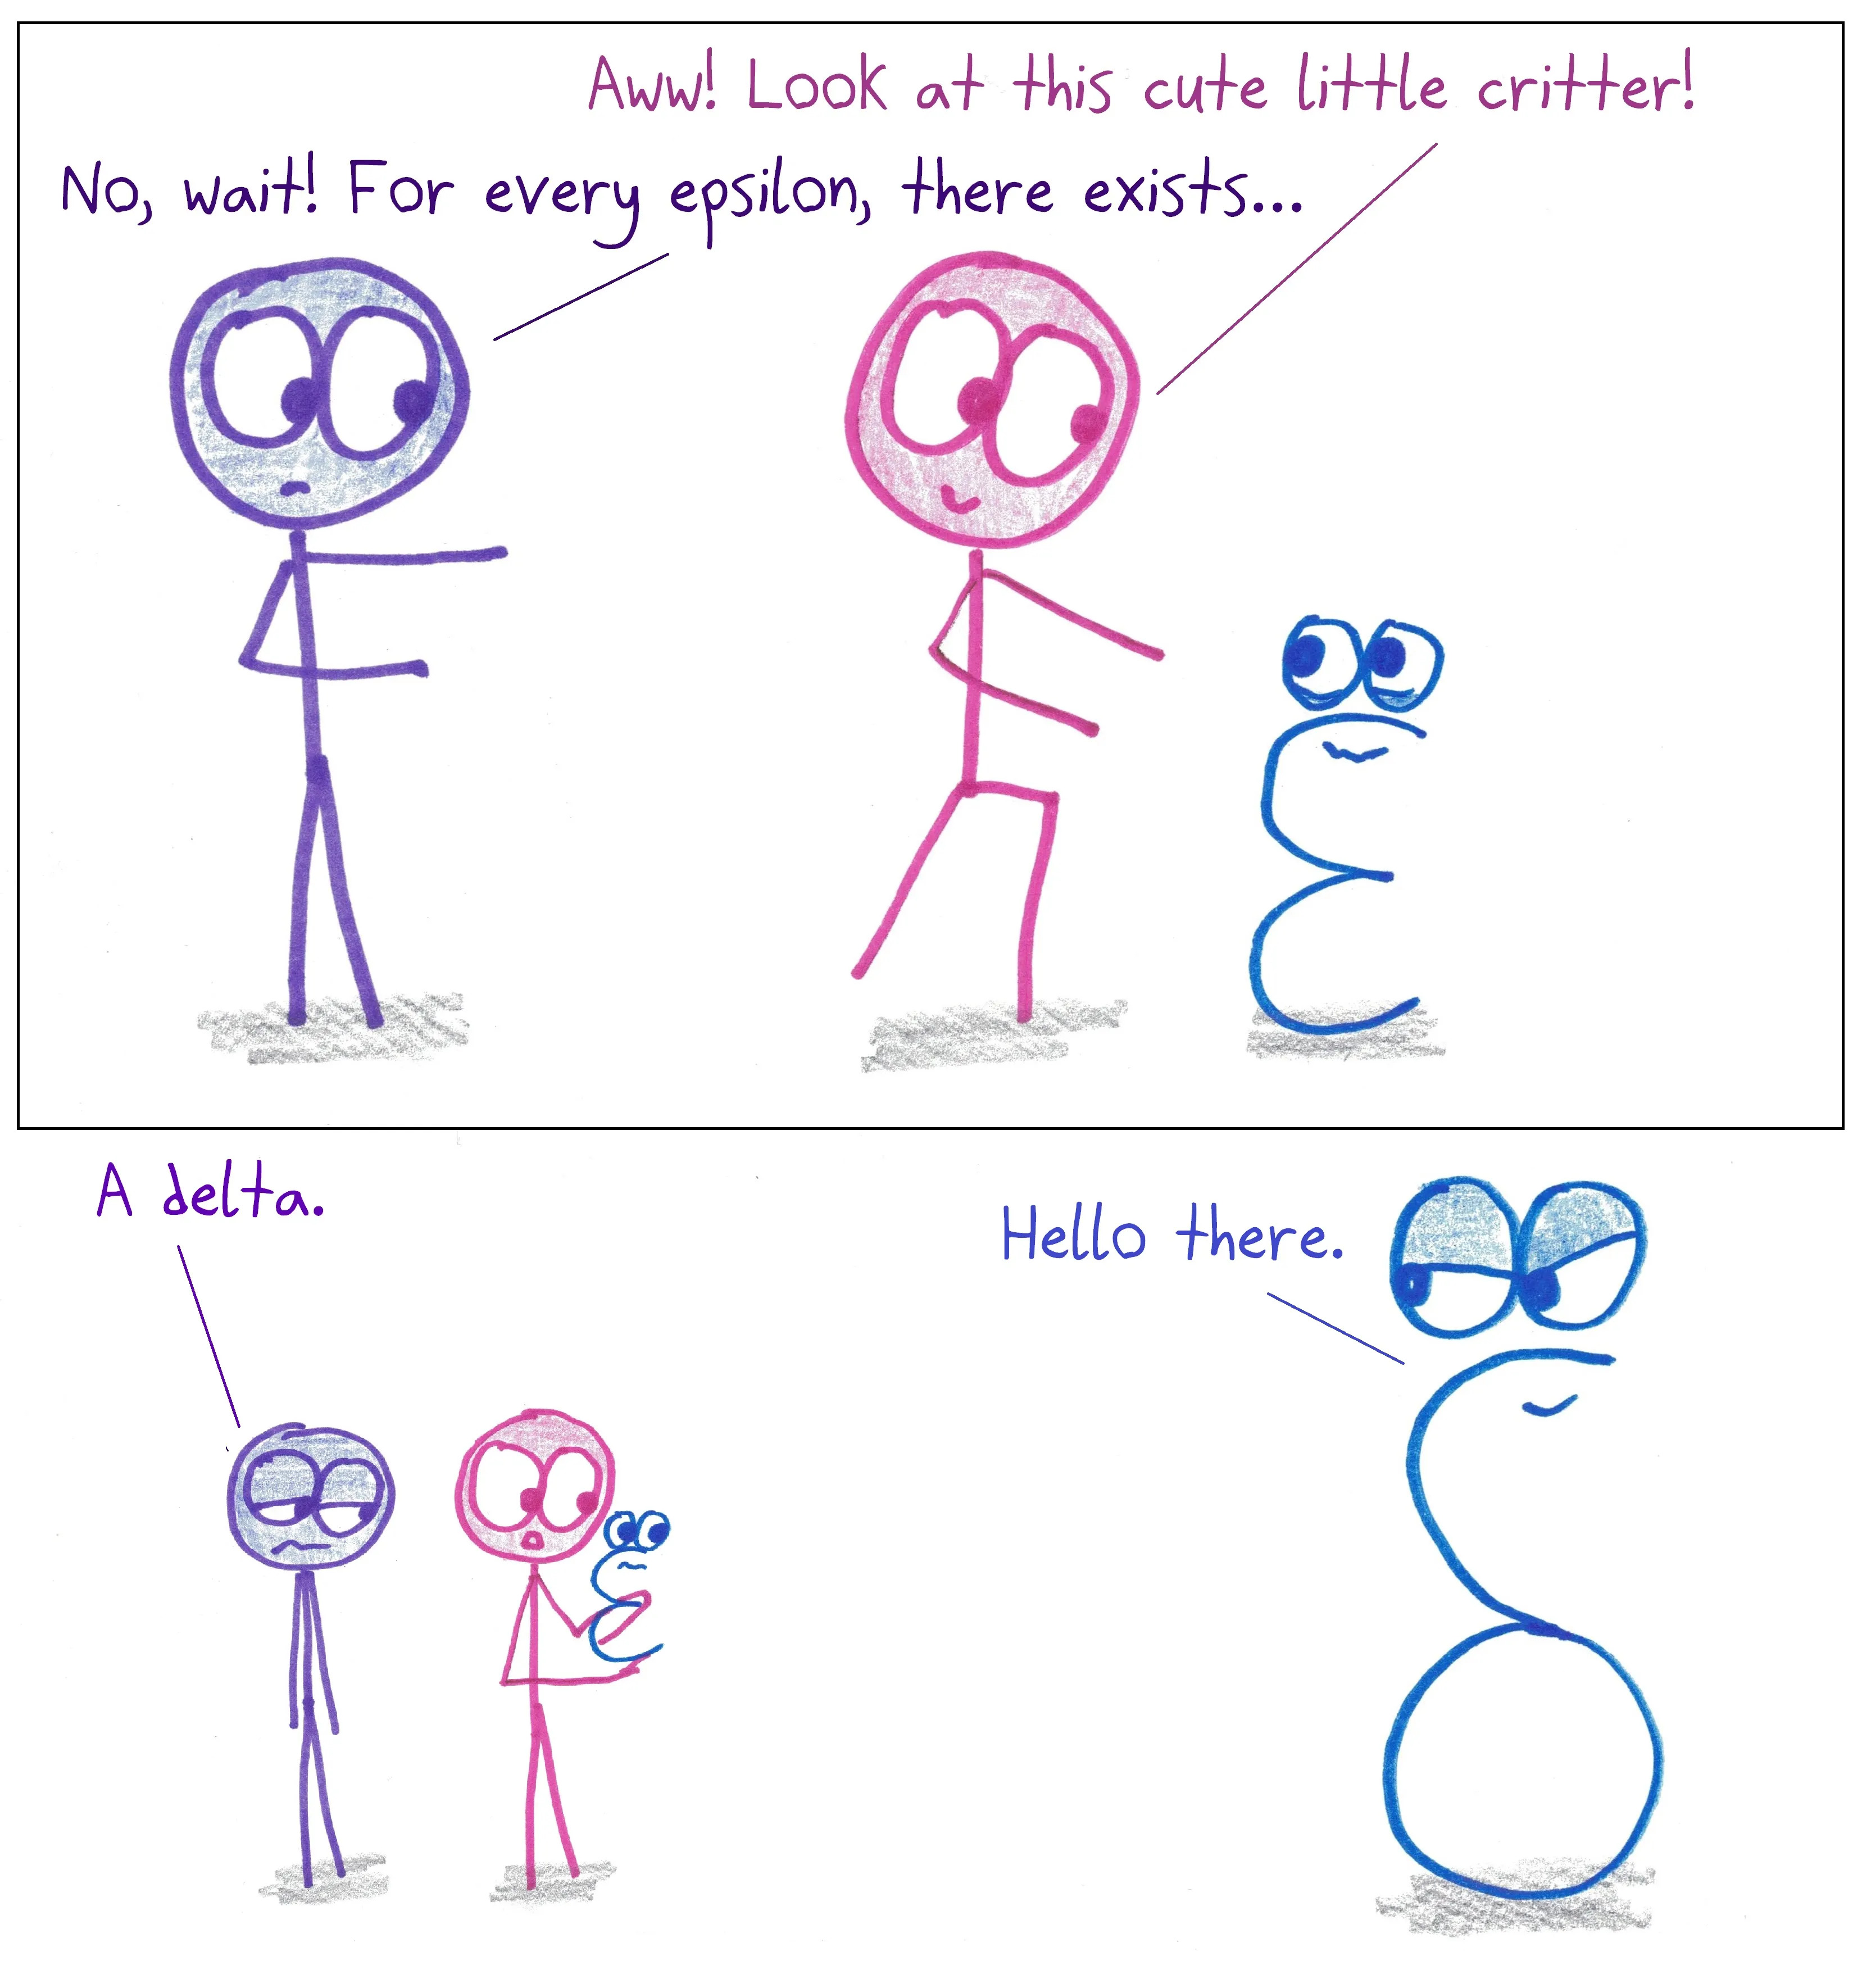 Aww! Look at this cute little critter!
No, wait! For every epsilon, there exists...
A delta.
Hello there.